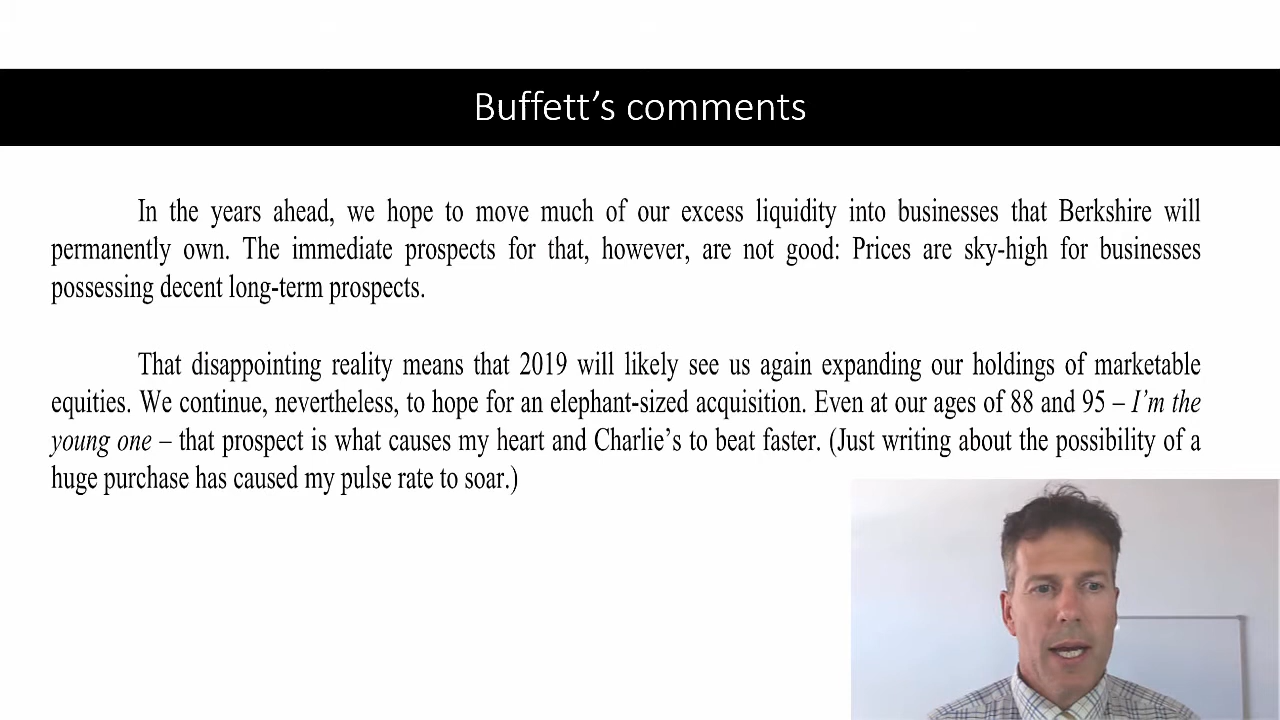 Buffett’s comments
In the years ahead, we hope to move much of our excess liquidity into businesses that Berkshire will
permanently own. The immediate prospects for that, however, are not good: Prices are sky-high for businesses
possessing decent long-term prospects.
That disappointing reality means that 2019 will likely see us again expanding our holdings of marketable
equities. We continue, nevertheless, to hope for an elephant-sized acquisition. Even at our ages of 88 and 95 – I’m the
young one – that prospect is what causes my heart and Charlie’s to beat faster. (Just writing about the possibility of a
huge purchase has caused my pulse rate to soar.)